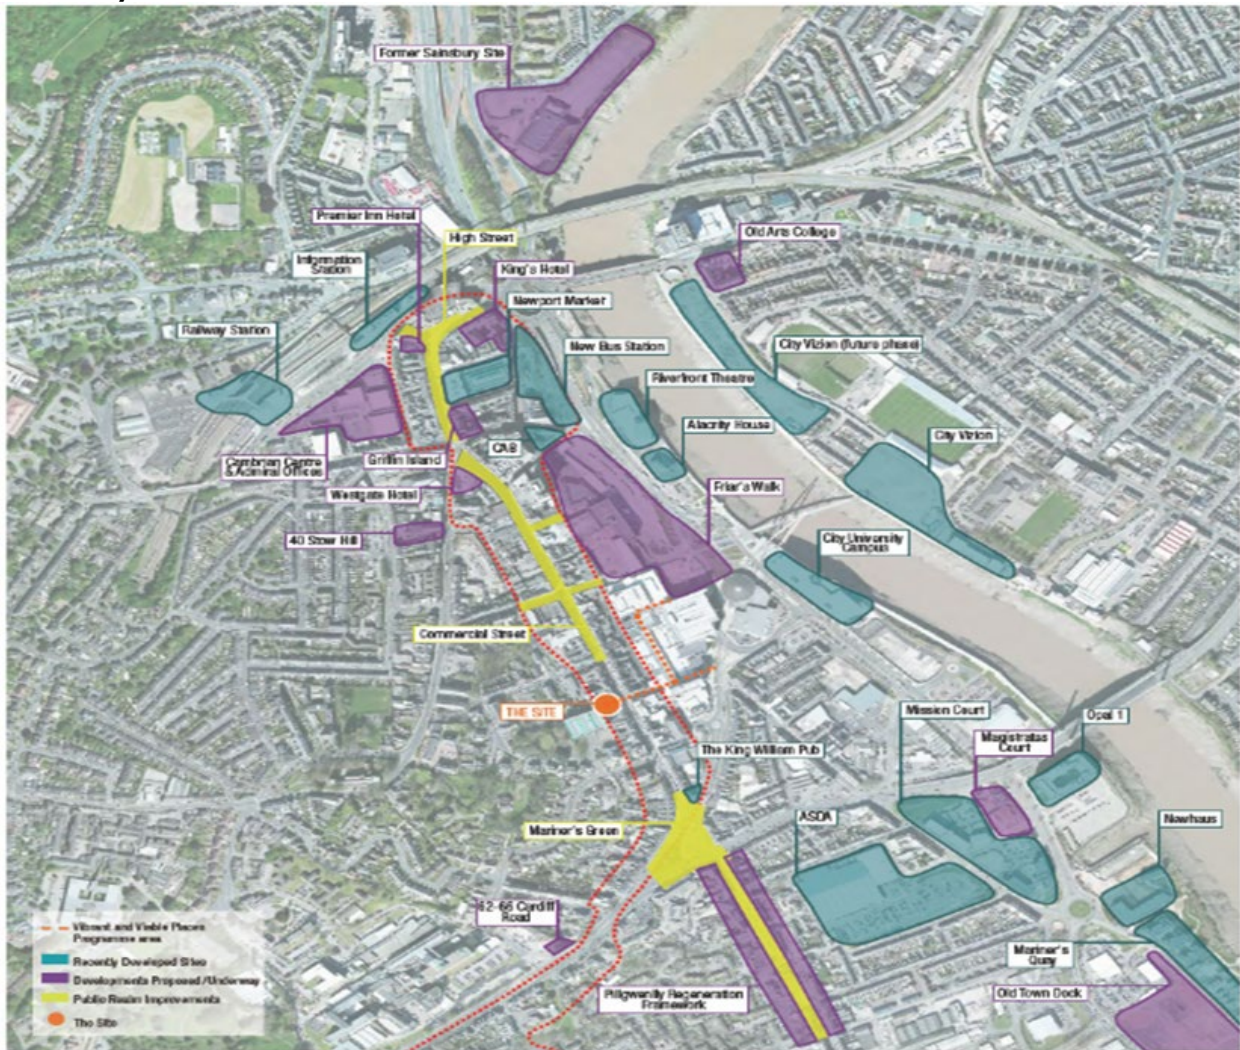 Former Sainsbury Site
Premier Inn Hotel
High Street
Old Arts College
Information
Station
King's Hotel
Newport Market
Railway Station
New Bus Station
City Vizion (future phase)
Riverfront Theatre
Alacrity House
City Vizion
CAB
Griffin Island
Cambrian Centre
& Admiral Offices
Westgate Hotel
Friar's Walk
40 Stow Hill
City University
Campus
Commercial Street
THE SITE
Mission Court
Opal 1
Magistrates
Court
The King William Pub
Mariner's Green
ASDA
Newhaus
62-66 Cardiff
Road
Mariner's
Quay
Pillgwenlly Regeneration
Framework
Old Town Dock
Vibrant and Viable Places
Programme area
Recently Developed Sites
Developments Proposed/Underway
Public Realm Improvements
The Site